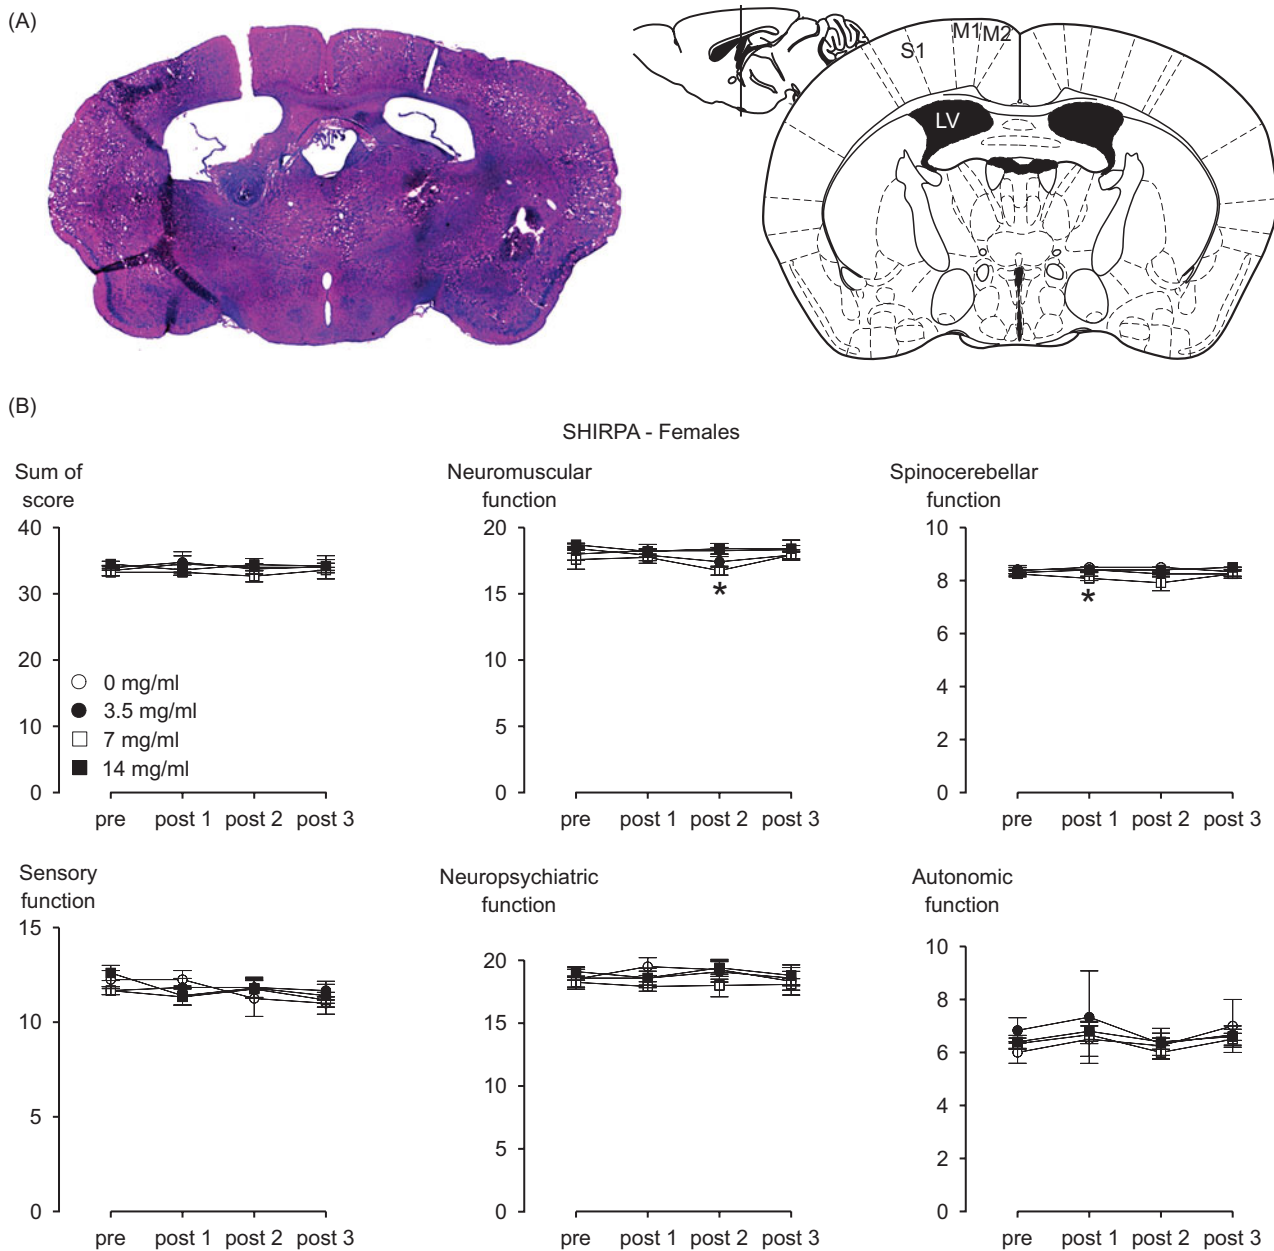 (A)
S1
M1
M2
LV
(B)
SHIRPA - Females
Sum of
score
40
30
20
10
0
0 mg/ml
3.5 mg/ml
7 mg/ml
14 mg/ml
pre post 1 post 2 post 3
Neuromuscular
function
20
15
10
5
0
*
pre post 1 post 2 post 3
Spinocerebellar
function
10
8
6
4
2
0
*
pre post 1 post 2 post 3
Sensory
function
15
10
5
0
pre post 1 post 2 post 3
Neuropsychiatric
function
20
15
10
5
0
pre post 1 post 2 post 3
Autonomic
function
10
8
6
4
2
0
pre post 1 post 2 post 3